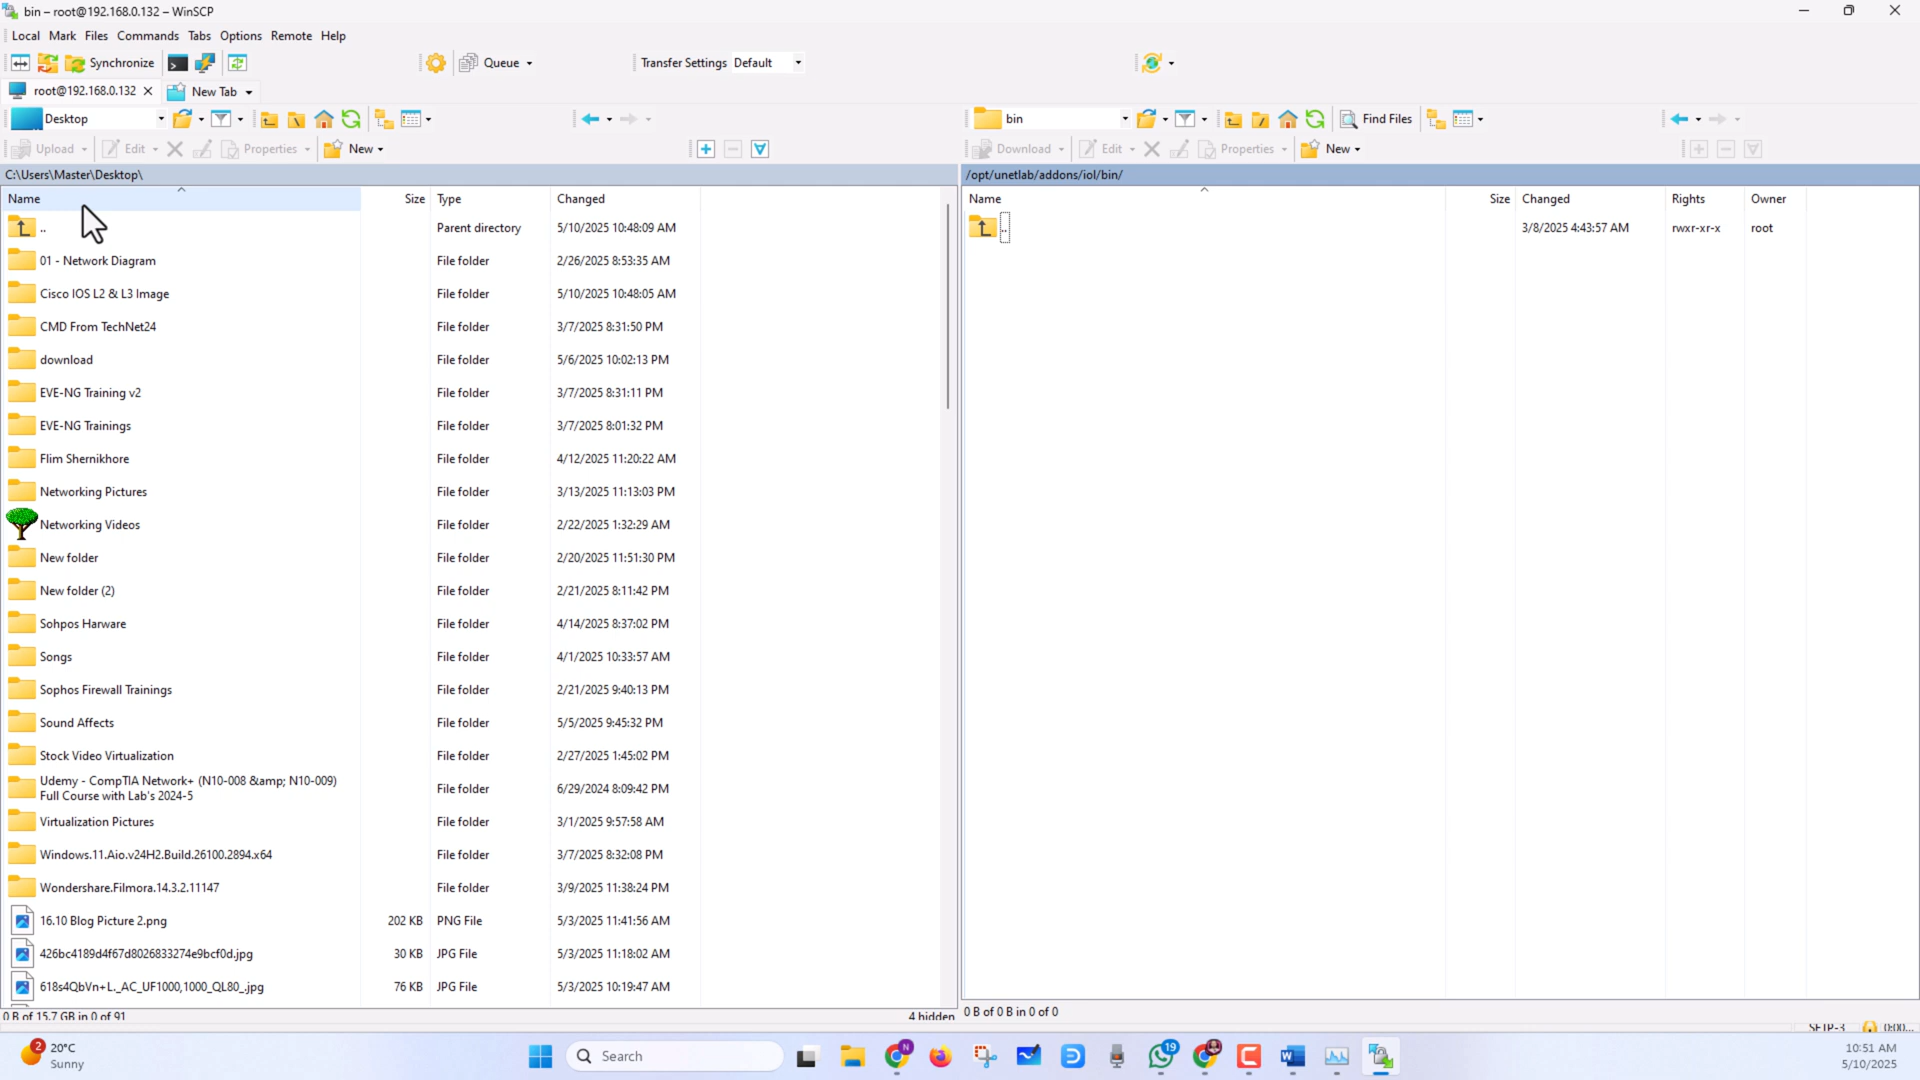 bin – root@192.168.0.132 – WinSCP
Local Mark Files Commands Tabs Options Remote Help
Synchronize Queue Transfer Settings Default
root@192.168.0.132 New Tab
Desktop bin Find Files
Upload Edit Properties New Download Edit Properties New
C:\Users\Master\Desktop\ /opt/unetlab/addons/iol/bin/
Name Size Type Changed Name Size Changed Rights Owner
.. Parent directory 5/10/2025 10:48:09 AM .. 3/8/2025 4:43:57 AM rwxr-xr-x root
01 - Network Diagram File folder 2/26/2025 8:53:35 AM
Cisco IOS L2 & L3 Image File folder 5/10/2025 10:48:05 AM
CMD From TechNet24 File folder 3/7/2025 8:31:50 PM
download File folder 5/6/2025 10:02:13 PM
EVE-NG Training v2 File folder 3/7/2025 8:31:11 PM
EVE-NG Trainings File folder 3/7/2025 8:01:32 PM
Flim Shernikhore File folder 4/12/2025 11:20:22 AM
Networking Pictures File folder 3/13/2025 11:13:03 PM
Networking Videos File folder 2/22/2025 1:32:29 AM
New folder File folder 2/20/2025 11:51:30 PM
New folder (2) File folder 2/21/2025 8:11:42 PM
Sohpos Harware File folder 4/14/2025 8:37:02 PM
Songs File folder 4/1/2025 10:33:57 AM
Sophos Firewall Trainings File folder 2/21/2025 9:40:13 PM
Sound Affects File folder 5/5/2025 9:45:32 PM
Stock Video Virtualization File folder 2/27/2025 1:45:02 PM
Udemy - CompTIA Network+ (N10-008 &amp; N10-009)
Full Course with Lab's 2024-5 File folder 6/29/2024 8:09:42 PM
Virtualization Pictures File folder 3/1/2025 9:57:58 AM
Windows.11.Aio.v24H2.Build.26100.2894.x64 File folder 3/7/2025 8:32:08 PM
Wondershare.Filmora.14.3.2.11147 File folder 3/9/2025 11:38:24 PM
16.10 Blog Picture 2.png 202 KB PNG File 5/3/2025 11:41:56 AM
426bc4189d4f67d8026833274e9bcf0d.jpg 30 KB JPG File 5/3/2025 11:18:02 AM
618s4QbVn+L._AC_UF1000,1000_QL80_.jpg 76 KB JPG File 5/3/2025 10:19:47 AM
0 B of 15.7 GB in 0 of 91 4 hidden 0 B of 0 B in 0 of 0
SFTP-3 0:00...
2 20°C
Sunny
Search
N
19
10:51 AM
5/10/2025